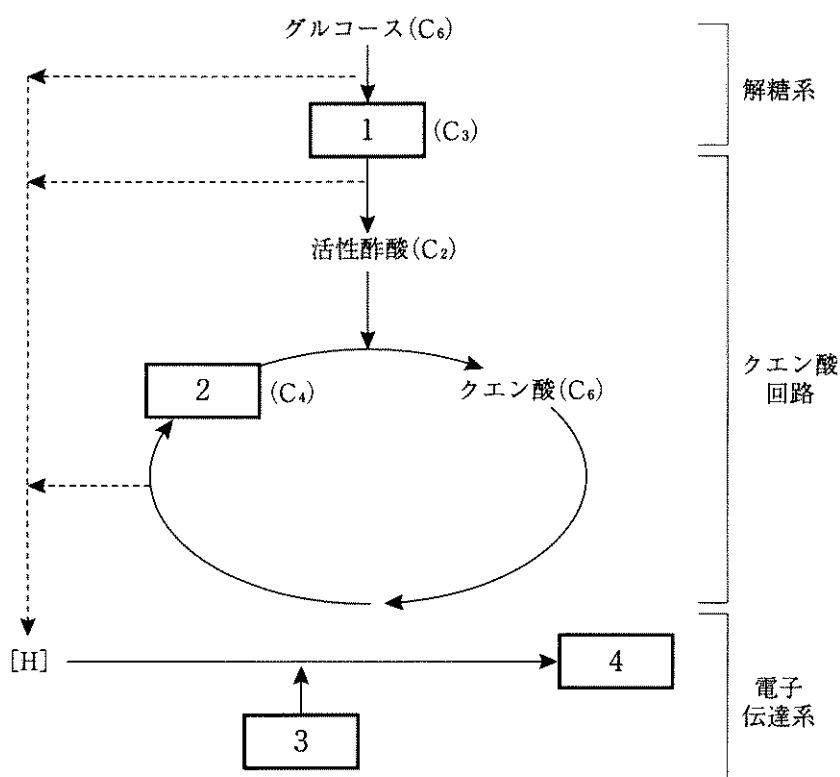 グルコース(C₆)
解糖系
1 (C₃)
活性酢酸(C₂)
2 (C₄)
クエン酸(C₆)
クエン酸
回路
[H]
4
3
電子
伝達系